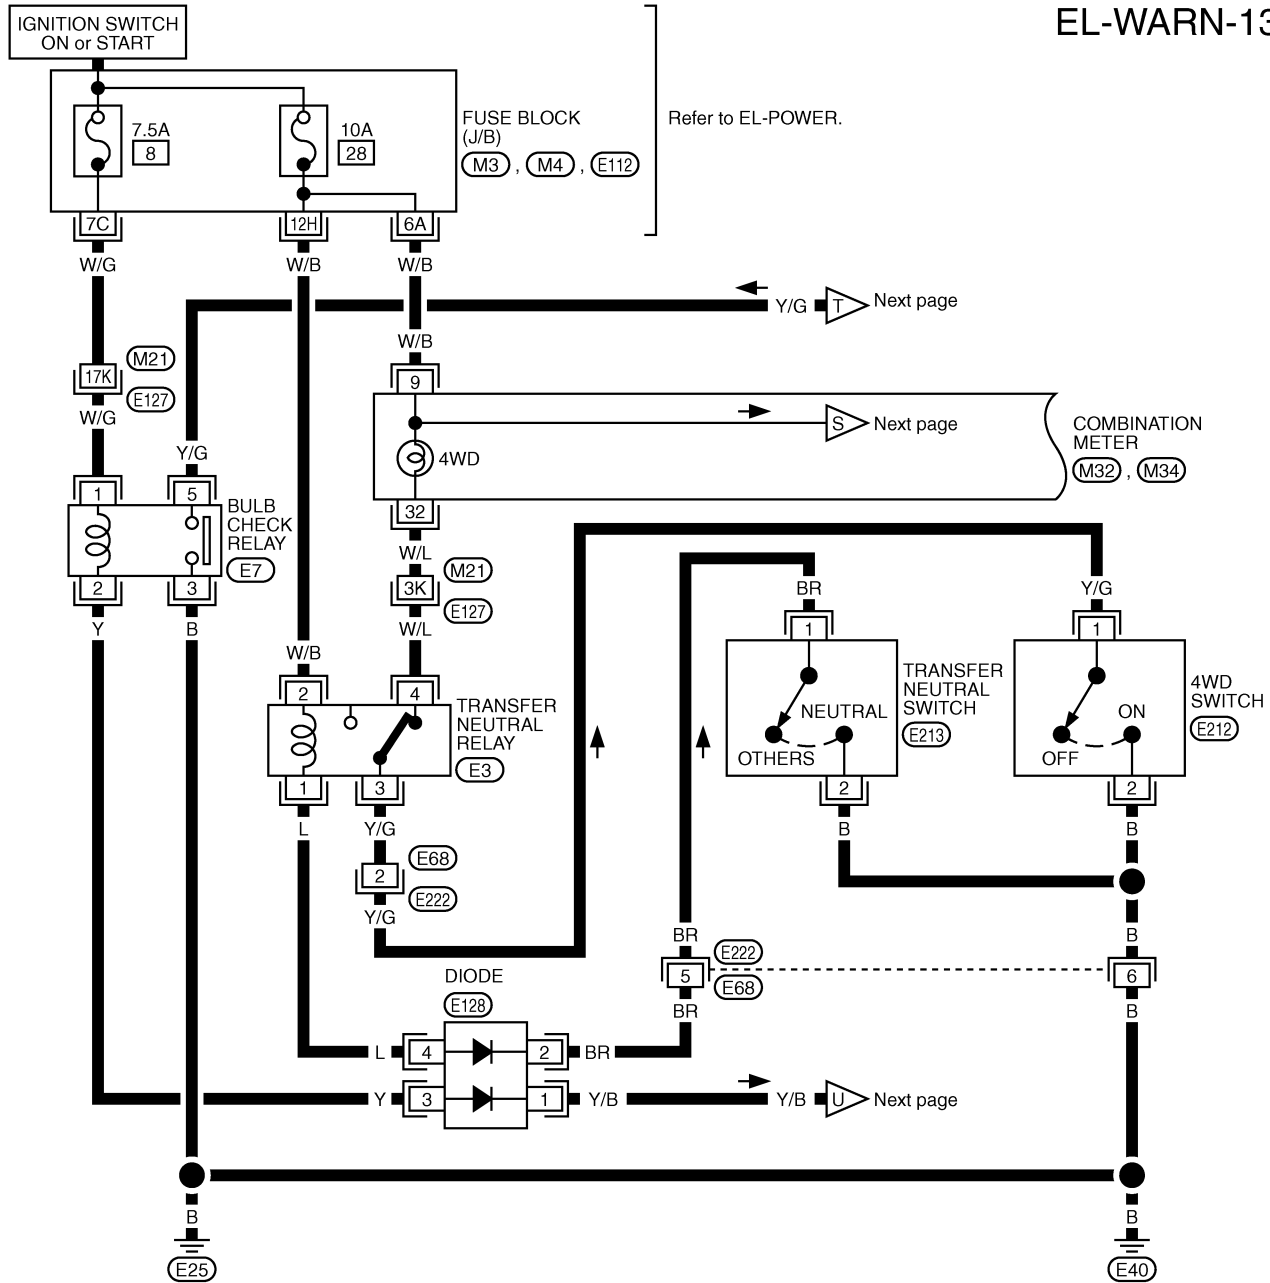 EL-WARN-13
IGNITION SWITCH
ON or START
7.5A
8
10A
28
FUSE BLOCK
(J/B)
M3 , M4 , E112
Refer to EL-POWER.
7C
12H
6A
W/G
W/B
W/B
Y/G
T
Next page
W/B
M21
17K
E127
9
W/G
S
Next page
COMBINATION
METER
M32 , M34
Y/G
4WD
1
5
BULB
CHECK
RELAY
E7
32
W/L
M21
3K
E127
W/L
2
3
Y
B
BR
Y/G
1
1
W/B
2
4
TRANSFER
NEUTRAL
RELAY
E3
TRANSFER
NEUTRAL
SWITCH
E213
NEUTRAL
OTHERS
4WD
SWITCH
E212
ON
OFF
1
3
2
2
L
Y/G
B
B
E68
2
E222
Y/G
BR
E222
B
5
E68
6
BR
B
DIODE
E128
L
4
2
BR
Y
3
1
Y/B
Y/B
U
Next page
B
B
E25
E40